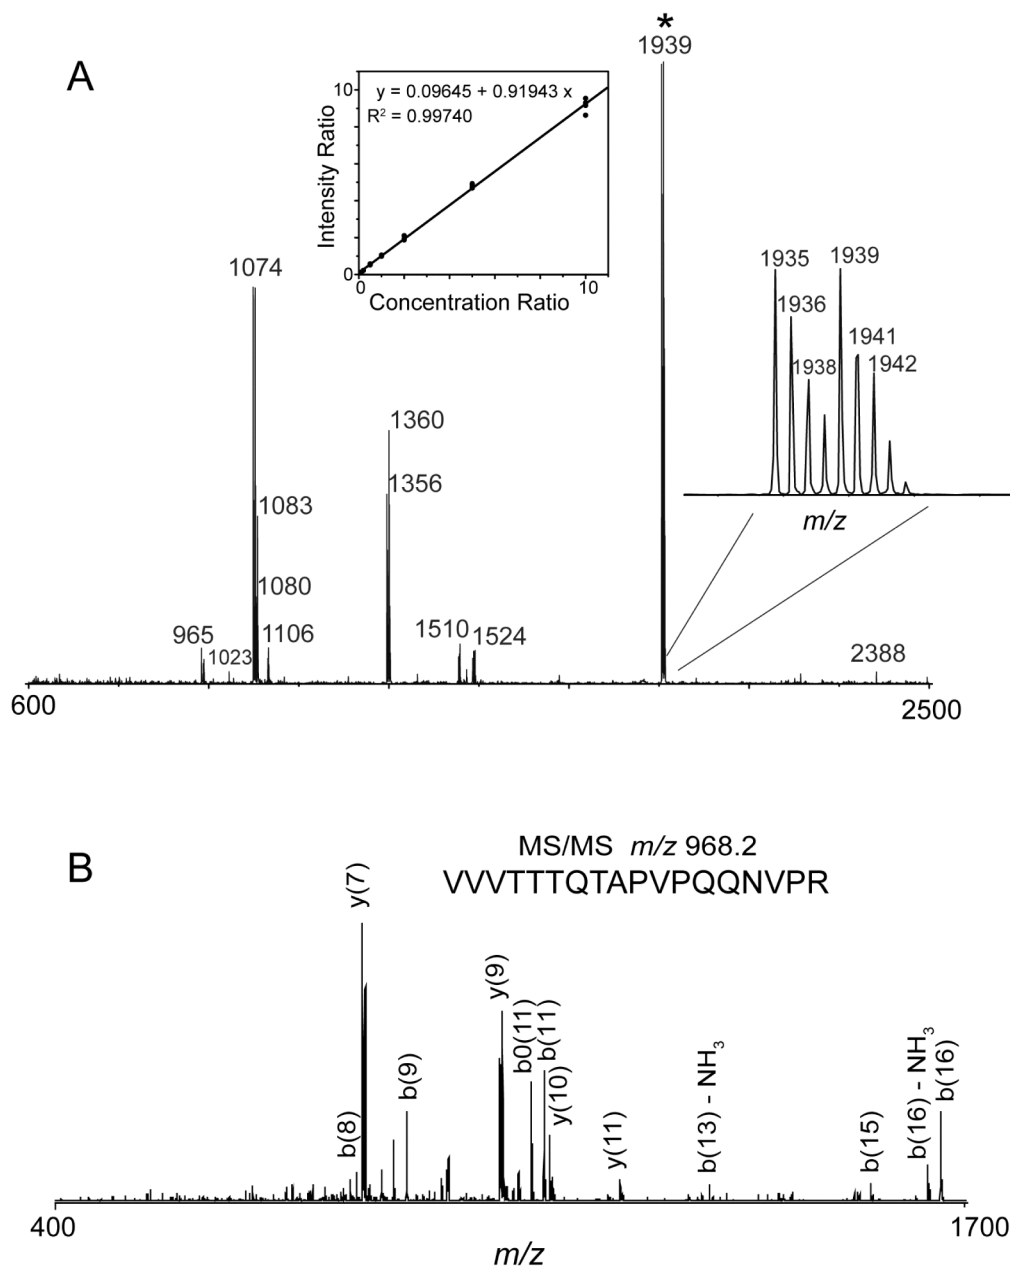 A
*
1939
y = 0.09645 + 0.91943 x
R² = 0.99740
10
Intensity Ratio
0
0
10
Concentration Ratio
1074
1083
1080
1106
965
1023
1360
1356
1510
1524
1935
1939
1936
1941
1938
1942
m/z
2388
600
2500
B
MS/MS m/z 968.2
VVVTTTQTAPVPQQNVPR
y(7)
b(8)
b(9)
y(9)
b0(11)
b(11)
y(10)
y(11)
b(13) - NH₃
b(15)
b(16) - NH₃
b(16)
400
1700
m/z